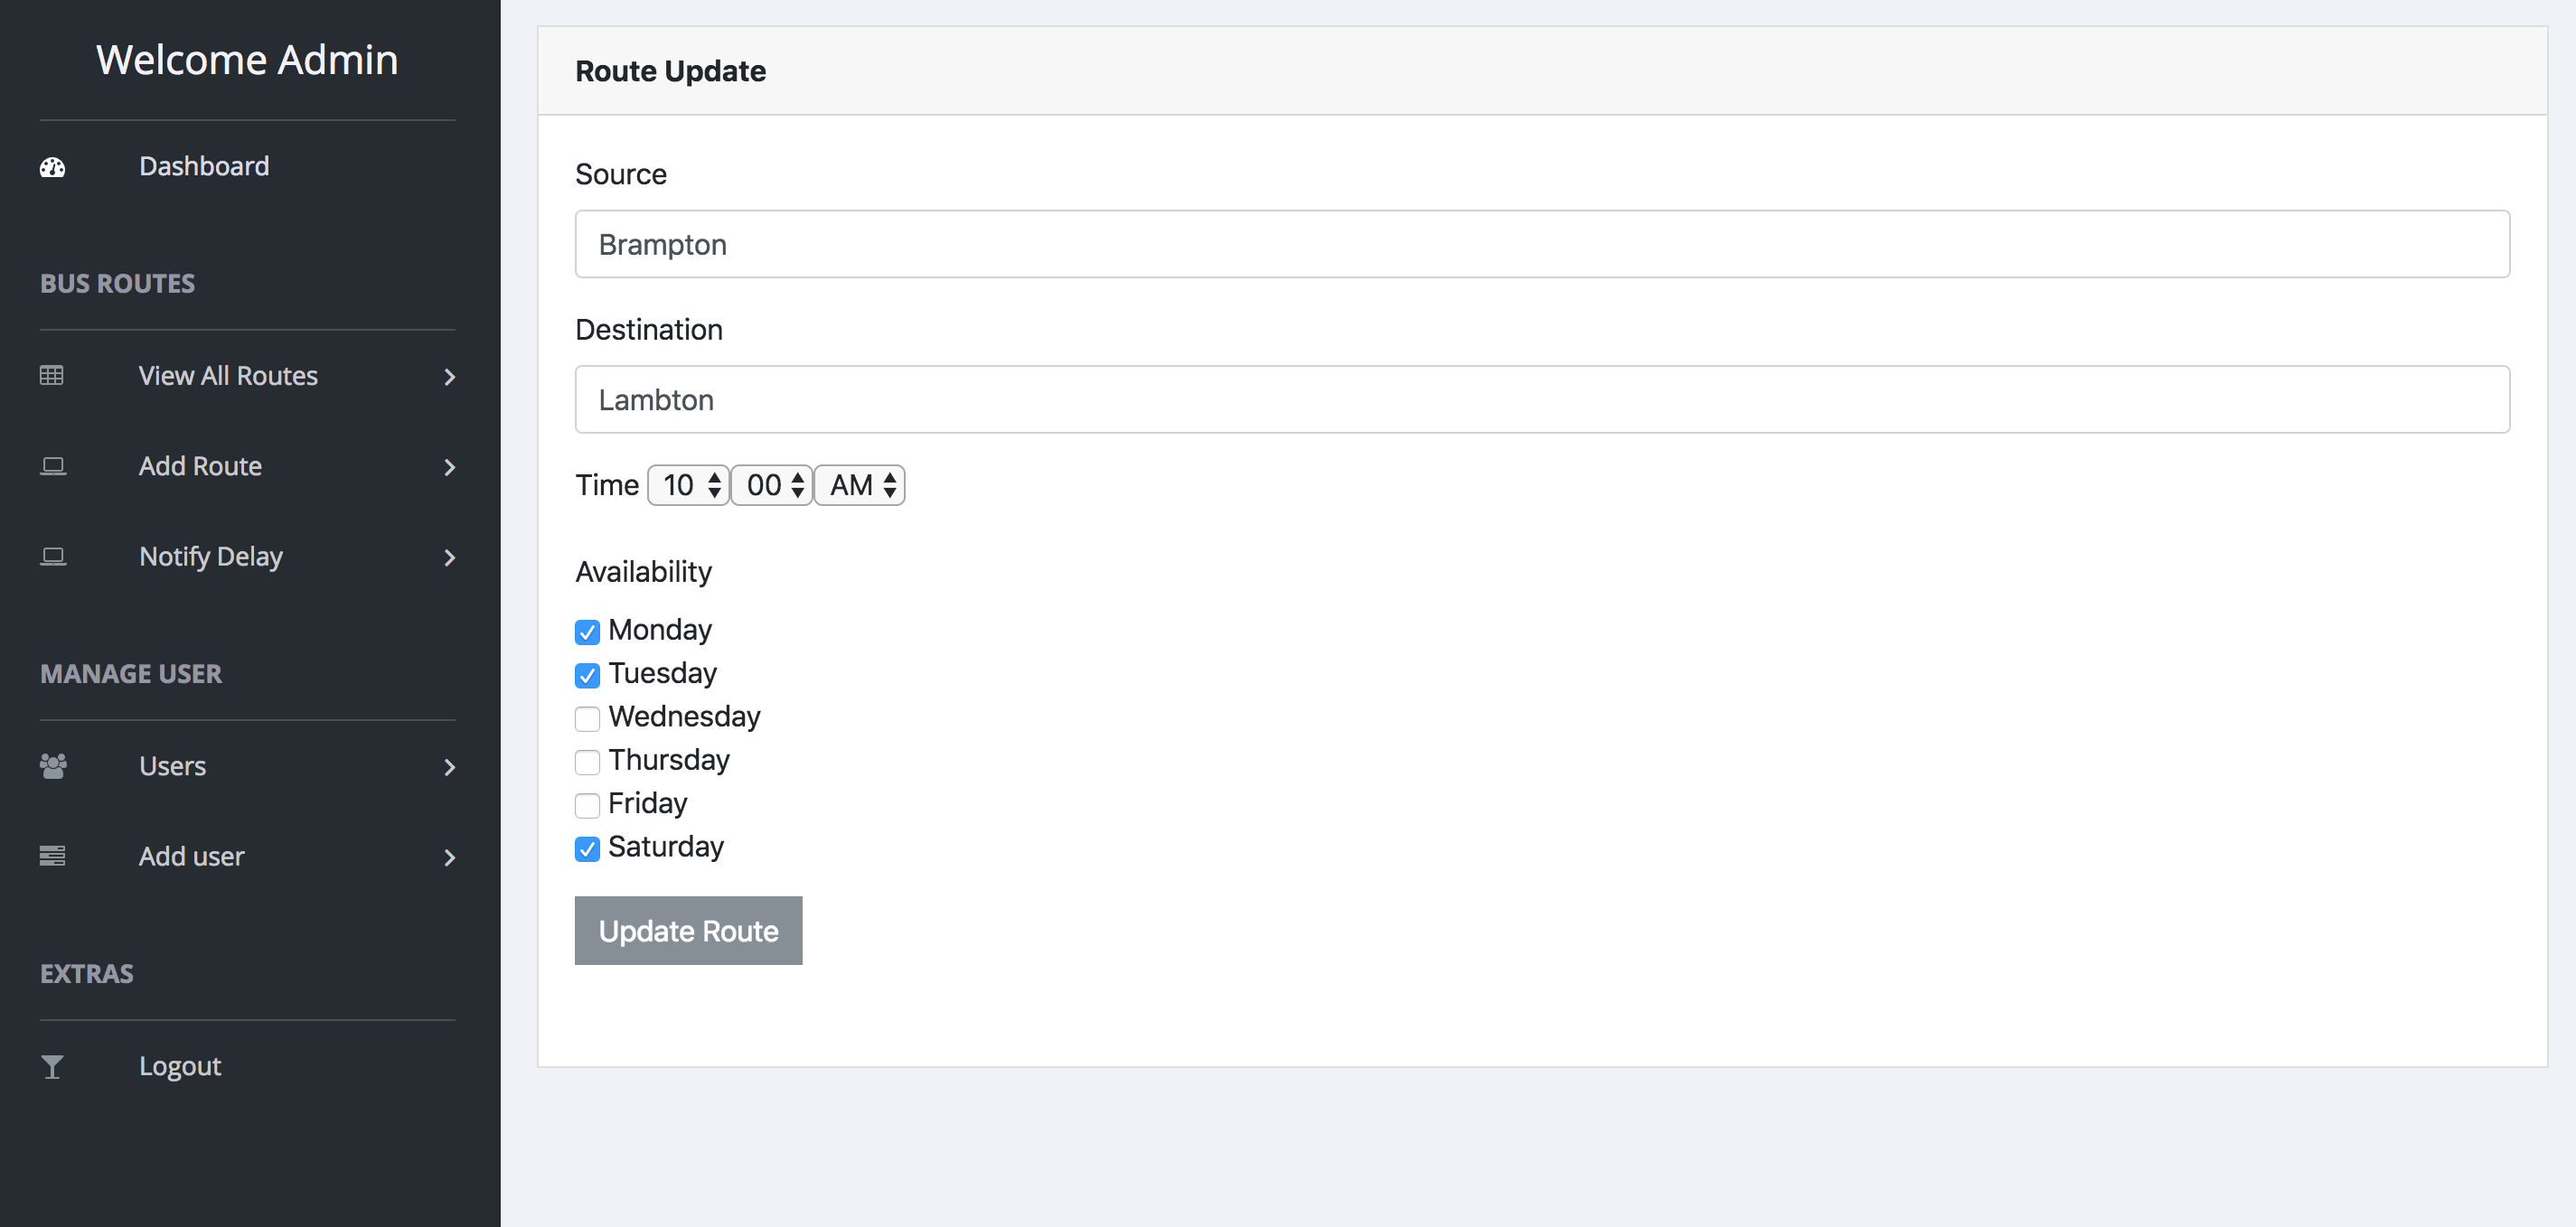 Welcome Admin
Dashboard
BUS ROUTES
View All Routes
Add Route
Notify Delay
MANAGE USER
Users
Add user
EXTRAS
Logout
Route Update
Source
Brampton
Destination
Lambton
Time 10 00 AM
Availability
Monday
Tuesday
Wednesday
Thursday
Friday
Saturday
Update Route